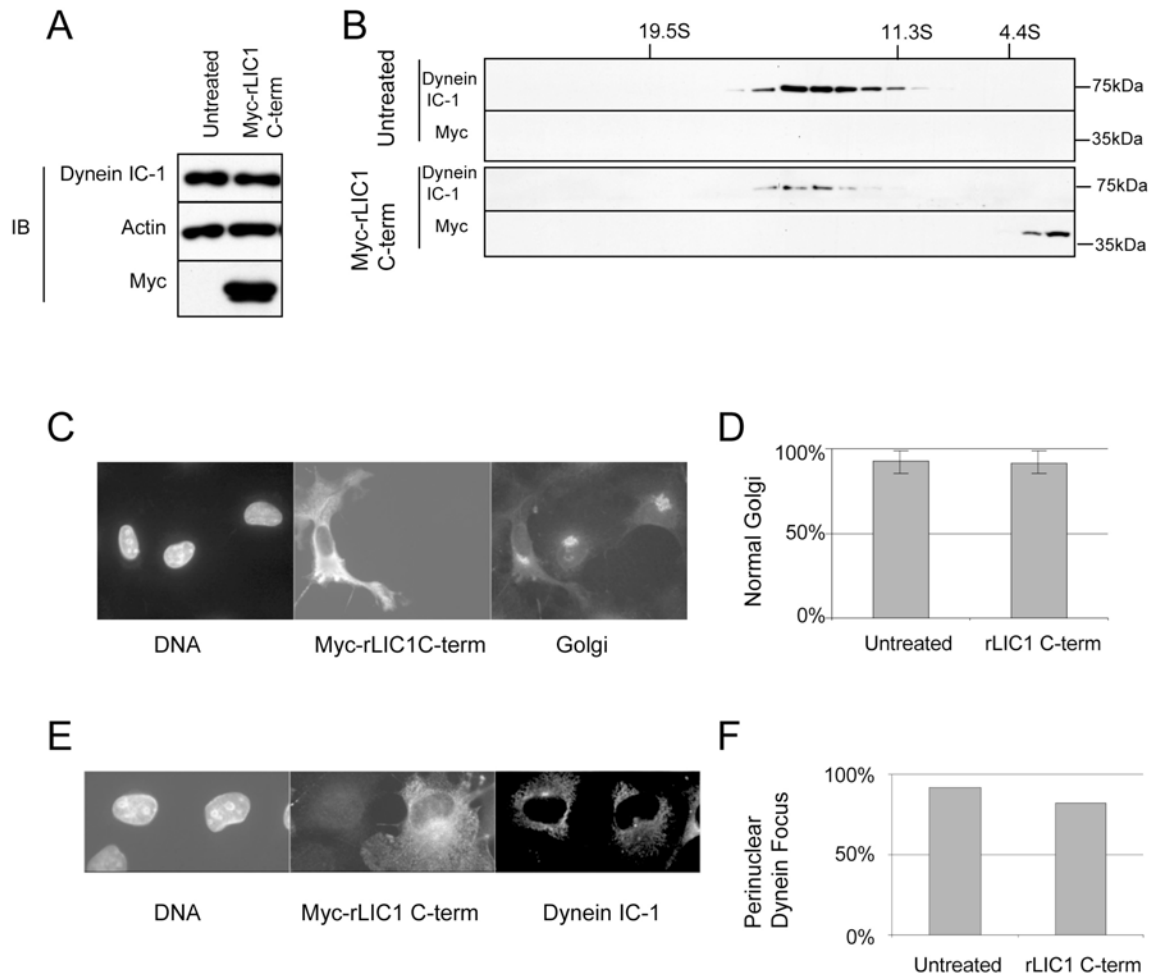 A
Untreated
Myc-rLIC1
C-term
IB
Dynein IC-1
Actin
Myc
B
19.5S
11.3S
4.4S
Untreated
Dynein
IC-1
75kDa
Myc
35kDa
Myc-rLIC1
C-term
Dynein
IC-1
75kDa
Myc
35kDa
C
DNA
Myc-rLIC1C-term
Golgi
D
Normal Golgi
100%
50%
0%
Untreated
rLIC1 C-term
E
DNA
Myc-rLIC1 C-term
Dynein IC-1
F
Perinuclear
Dynein Focus
100%
50%
0%
Untreated
rLIC1 C-term